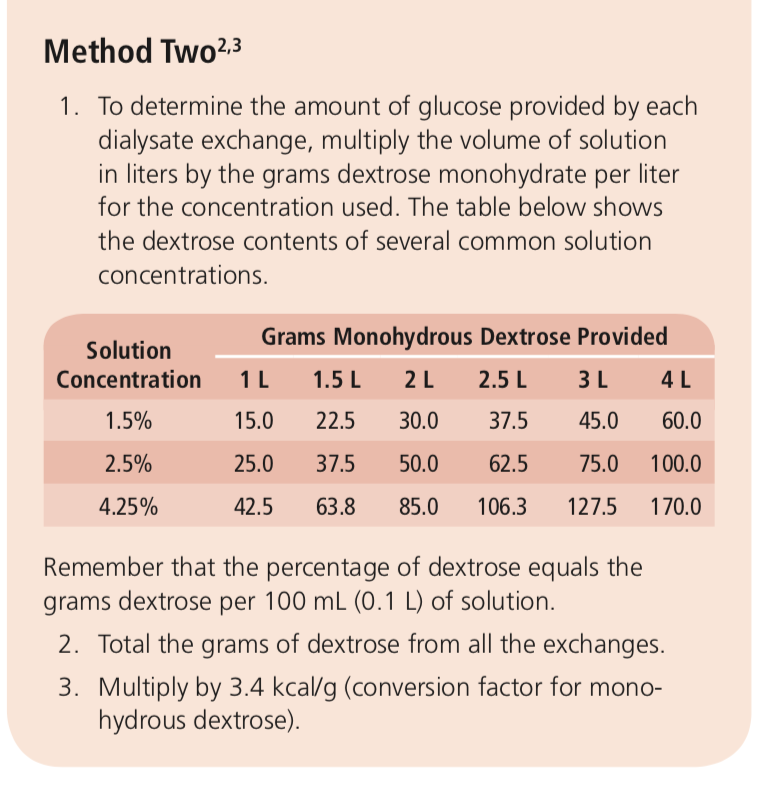 Method Two2,3
1. To determine the amount of glucose provided by each
dialysate exchange, multiply the volume of solution
in liters by the grams dextrose monohydrate per liter
for the concentration used. The table below shows
the dextrose contents of several common solution
concentrations.
Solution Concentration Grams Monohydrous Dextrose Provided
1 L 1.5 L 2 L 2.5 L 3 L 4 L
1.5% 15.0 22.5 30.0 37.5 45.0 60.0
2.5% 25.0 37.5 50.0 62.5 75.0 100.0
4.25% 42.5 63.8 85.0 106.3 127.5 170.0
Remember that the percentage of dextrose equals the
grams dextrose per 100 mL (0.1 L) of solution.
2. Total the grams of dextrose from all the exchanges.
3. Multiply by 3.4 kcal/g (conversion factor for mono-
hydrous dextrose).